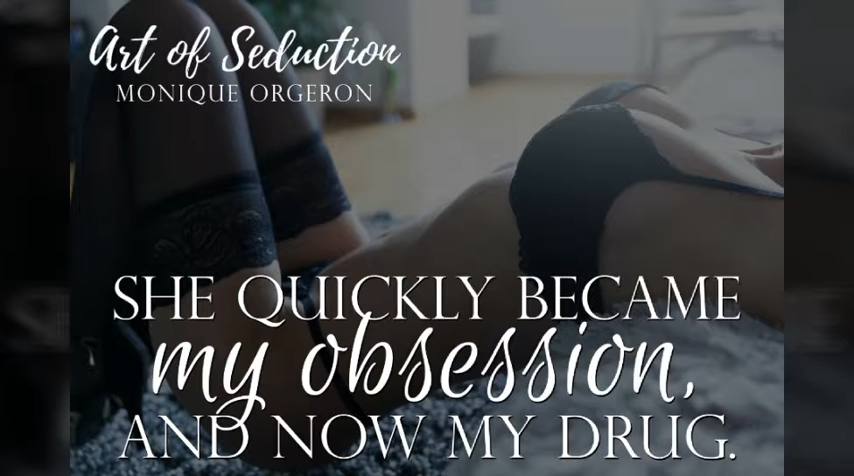 Art of Seduction
MONIQUE ORGERON
SHE QUICKLY BECAME
my obsession,
AND NOW MY DRUG.